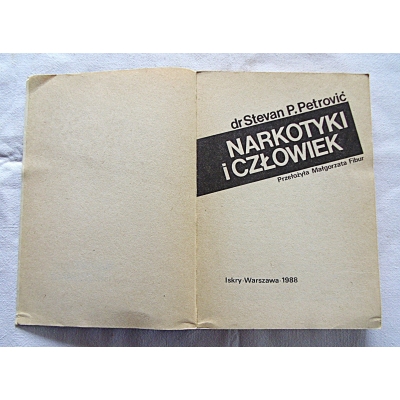 dr Stevan P. Petrović
NARKOTYKI
i CZŁOWIEK
Przełożyła Małgorzata Fibur
Iskry·Warszawa·1988